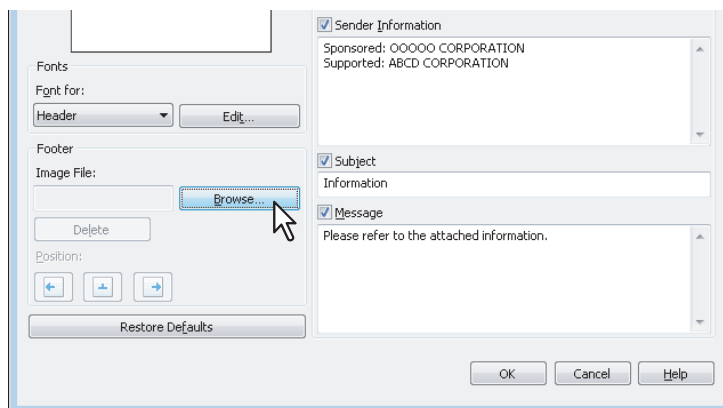 Fonts
Font for:
Header
Edit...
Footer
Image File:
Browse...
Delete
Position:
Restore Defaults
Sender Information
Sponsored: OOOOO CORPORATION
Supported: ABCD CORPORATION
Subject
Information
Message
Please refer to the attached information.
OK
Cancel
Help